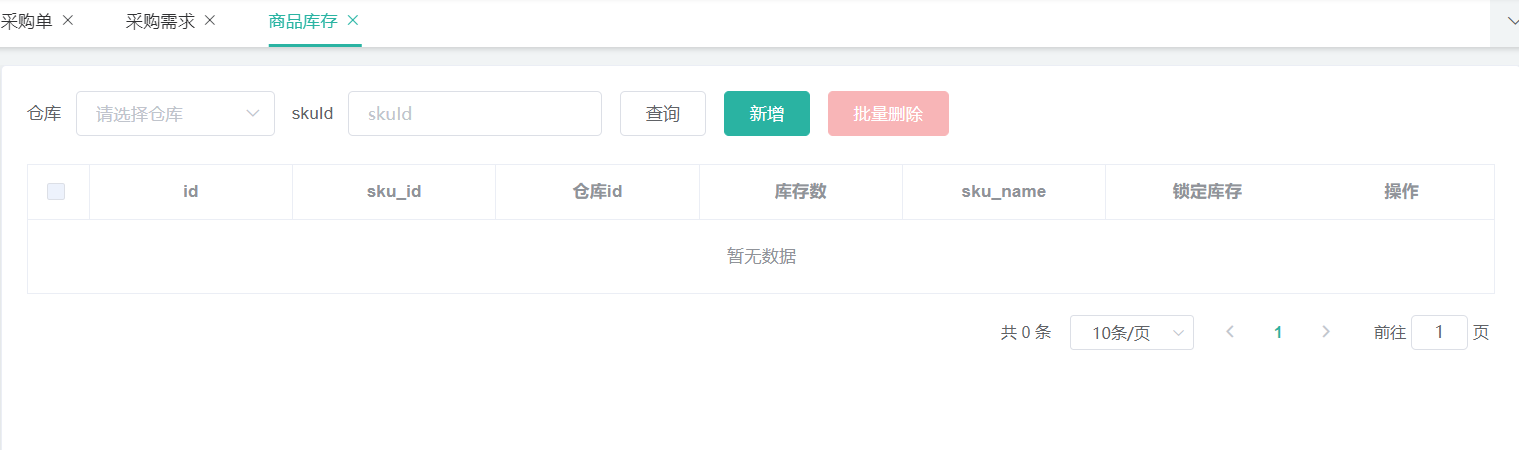 采购单 采购需求 商品库存
仓库 请选择仓库 skuId skuId 查询 新增 批量删除
id sku_id 仓库id 库存数 sku_name 锁定库存 操作
暂无数据
共 0 条 10条/页 1 前往 1 页